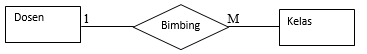 Dosen 1 Bimbing M Kelas